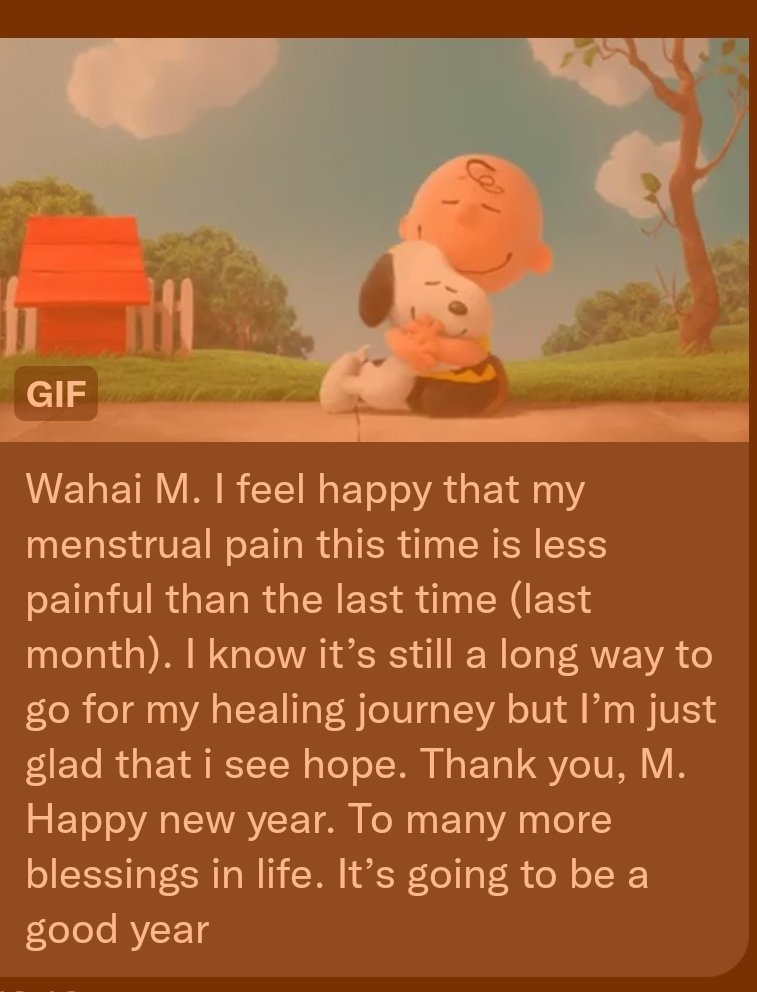 GIF
Wahai M. I feel happy that my
menstrual pain this time is less
painful than the last time (last
month). I know it’s still a long way to
go for my healing journey but I’m just
glad that i see hope. Thank you, M.
Happy new year. To many more
blessings in life. It’s going to be a
good year